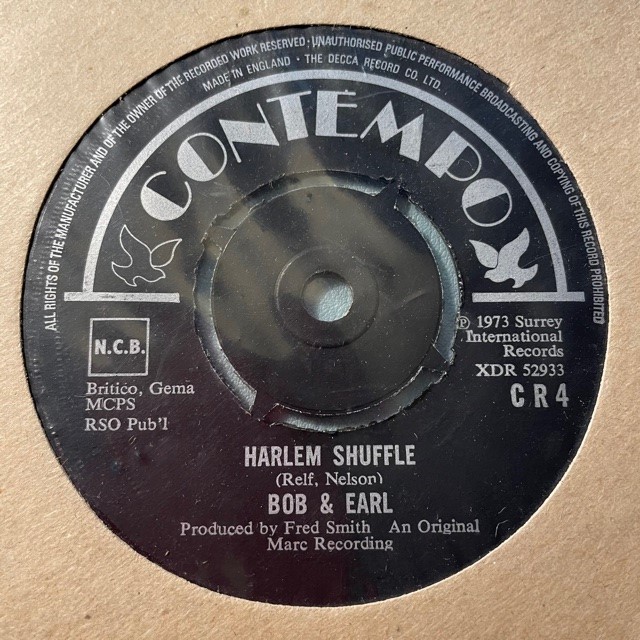 ALL RIGHTS OF THE MANUFACTURER AND OF THE OWNER OF THE RECORDED WORK RESERVED; UNAUTHORISED PUBLIC PERFORMANCE BROADCASTING AND COPYING OF THIS RECORD PROHIBITED
MADE IN ENGLAND · THE DECCA RECORD CO. LTD.
CONTEMPO
N.C.B.
Britico, Gema
MCPS
RSO Pub'l
℗ 1973 Surrey
International
Records
XDR 52933
CR4
HARLEM SHUFFLE
(Relf, Nelson)
BOB & EARL
Produced by Fred Smith An Original
Marc Recording